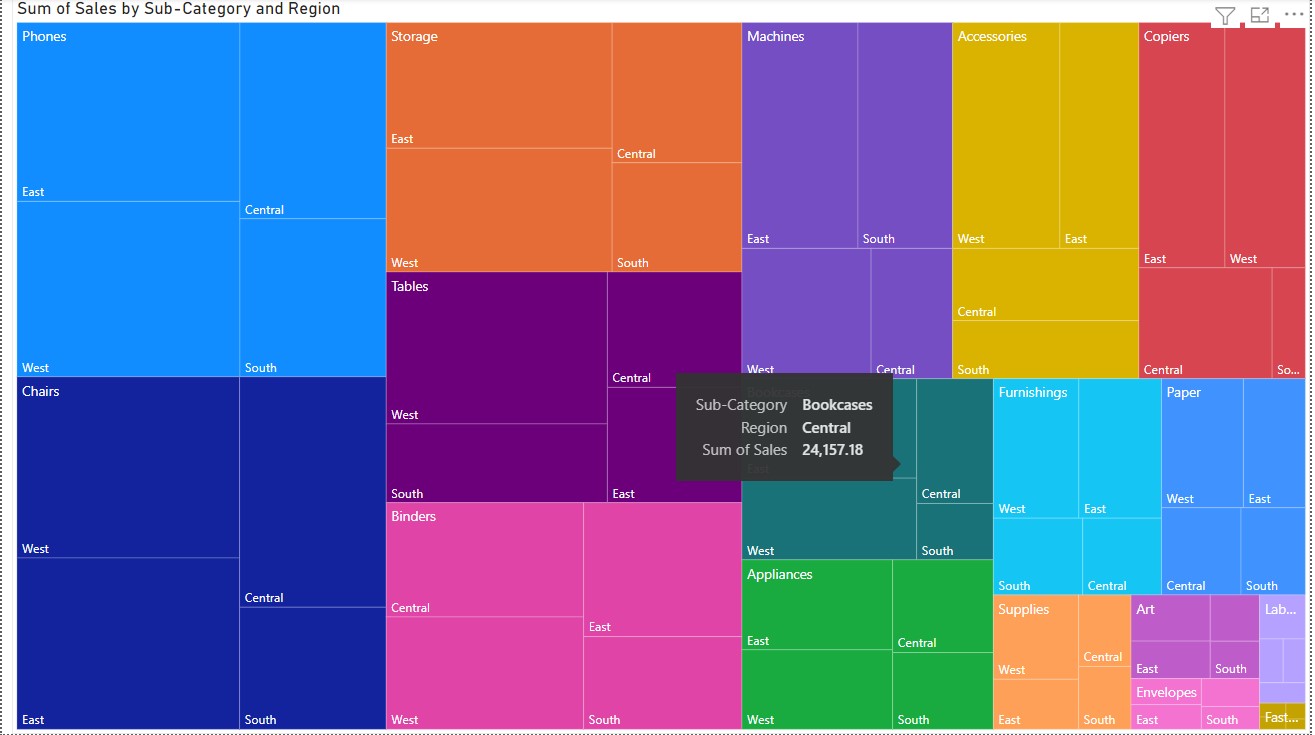 Sum of Sales by Sub-Category and Region
Phones
East
Central
West
South
Chairs
West
Central
East
South
Storage
East
Central
West
South
Tables
West
Central
South
East
Binders
Central
East
West
South
Machines
East
South
West
Central
Accessories
West
East
Central
South
Copiers
East
West
Central
So...
Bookcases
East
Central
West
South
Sub-Category Bookcases
Region Central
Sum of Sales 24,157.18
Appliances
East
Central
West
South
Furnishings
West
East
South
Central
Paper
West
East
Central
South
Supplies
West
Central
East
South
Art
East
South
Envelopes
East
South
Lab...
Fast...